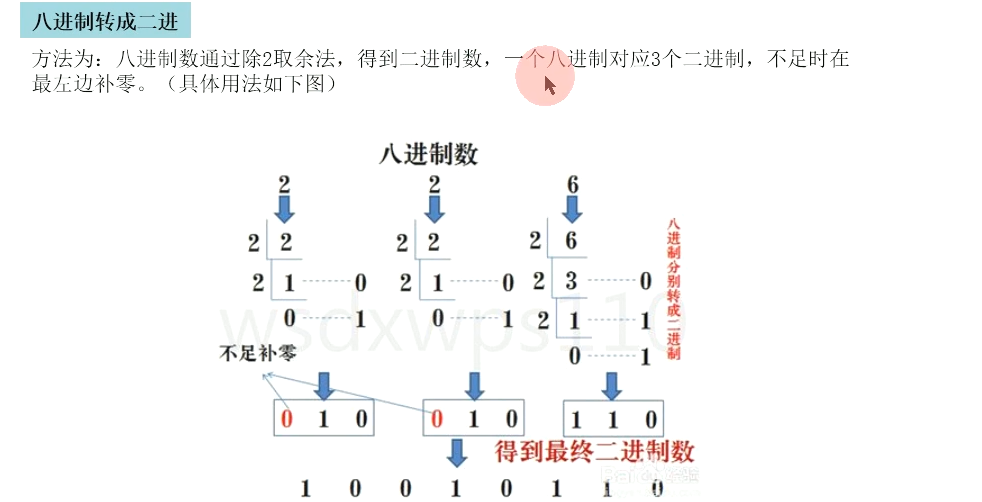 八进制转成二进
方法为：八进制数通过除2取余法，得到二进制数，一个八进制对应3个二进制，不足时在
最左边补零。（具体用法如下图）
八进制数
2 2 6
2 2 2 2 2 6
2 1 0 2 1 0 2 3 0
0 1 0 1 2 1 1
0 1
八进制分别转成二进制
wsdxwps110
不足补零
0 1 0 0 1 0 1 1 0
得到最终二进制数
1 0 0 1 0 1 1 0